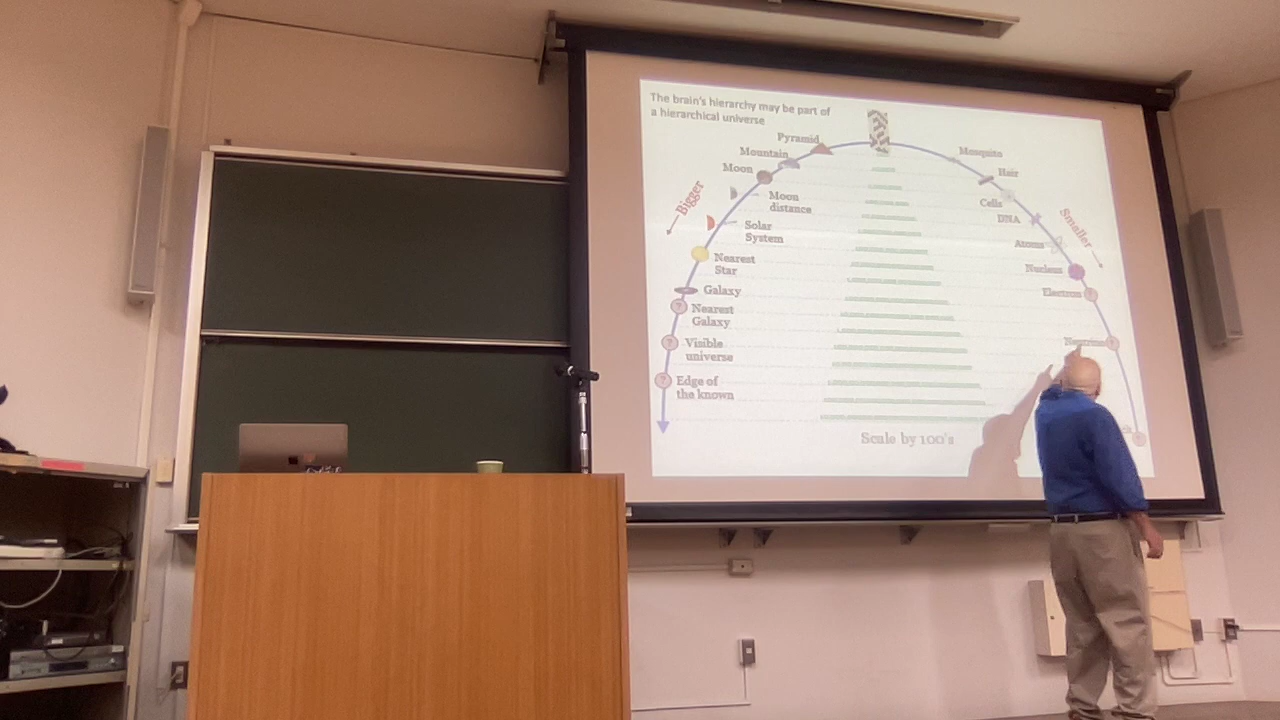 The brain's hierarchy may be part of
a hierarchical universe
Pyramid
Mountain
Moon
Bigger
Moon
distance
Solar
System
Nearest
Star
Galaxy
?
Nearest
Galaxy
?
Visible
universe
?
Edge of
the known
Mosquito
Hair
Cells
DNA
Smaller
Atoms
Nucleus
Electron
?
Neutrino
?
Scale by 100's